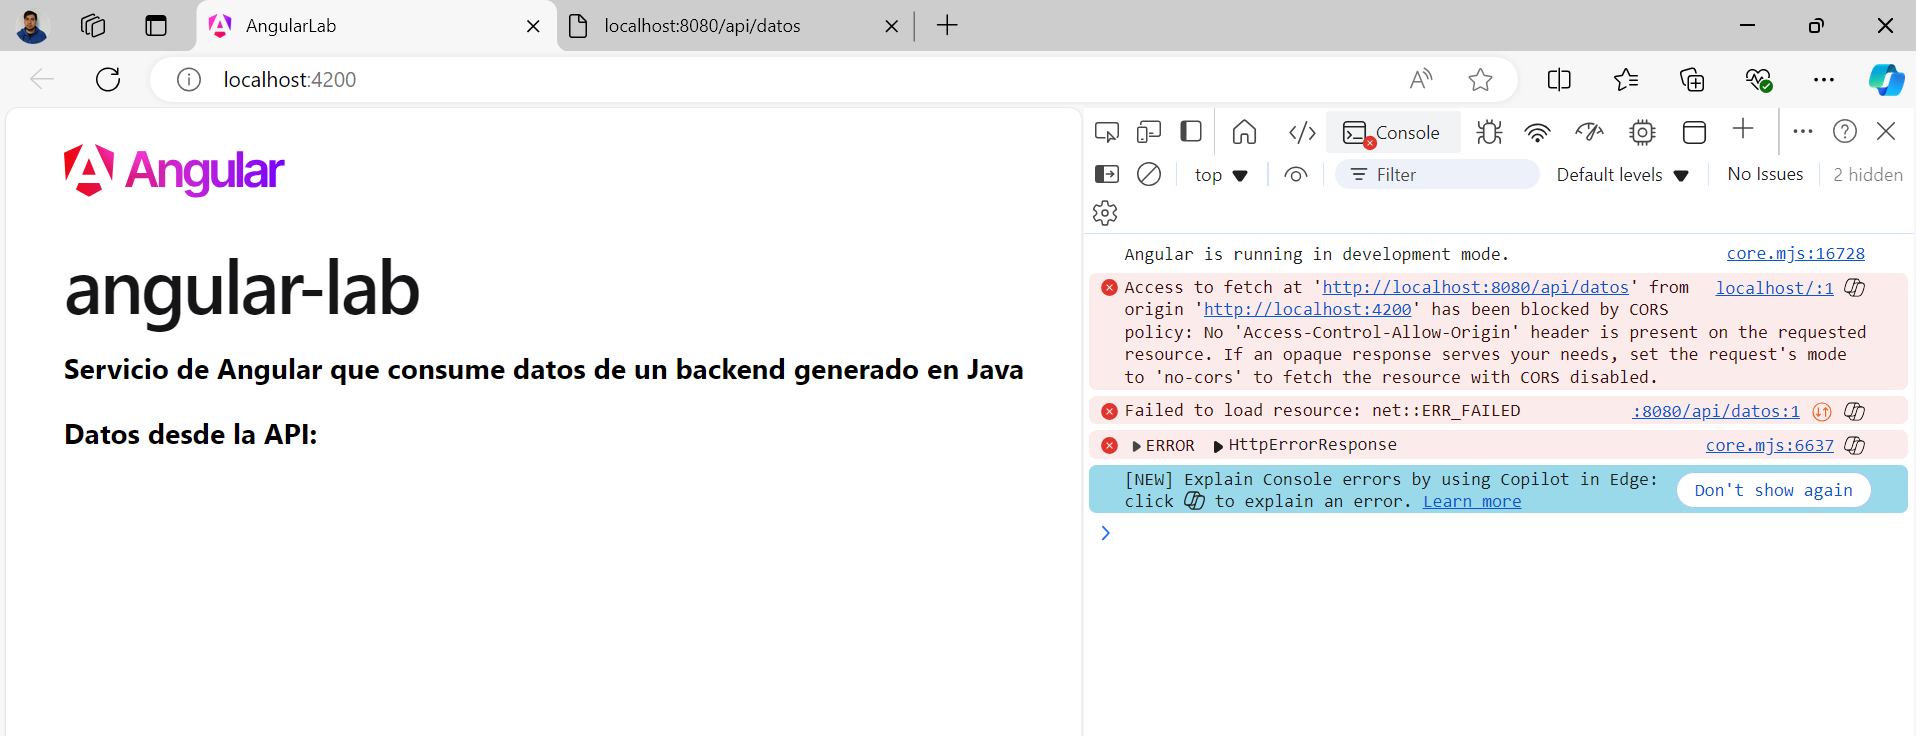 AngularLab
localhost:8080/api/datos
localhost:4200
Angular
angular-lab
Servicio de Angular que consume datos de un backend generado en Java
Datos desde la API:
Console
top
Filter
Default levels
No Issues
2 hidden
Angular is running in development mode. core.mjs:16728
Access to fetch at 'http://localhost:8080/api/datos' from localhost/:1
origin 'http://localhost:4200' has been blocked by CORS
policy: No 'Access-Control-Allow-Origin' header is present on the requested
resource. If an opaque response serves your needs, set the request's mode
to 'no-cors' to fetch the resource with CORS disabled.
Failed to load resource: net::ERR_FAILED :8080/api/datos:1
ERROR HttpErrorResponse core.mjs:6637
[NEW] Explain Console errors by using Copilot in Edge:
click to explain an error. Learn more
Don't show again